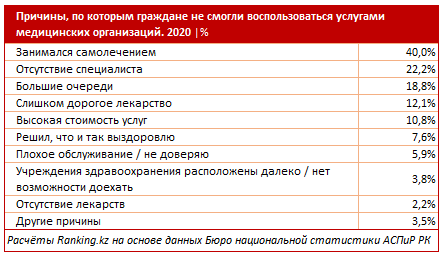 Причины, по которым граждане не смогли воспользоваться услугами
медицинских организаций. 2020 |%
Занимался самолечением 40,0%
Отсутствие специалиста 22,2%
Большие очереди 18,8%
Слишком дорогое лекарство 12,1%
Высокая стоимость услуг 10,8%
Решил, что и так выздоровлю 7,6%
Плохое обслуживание / не доверяю 5,9%
Учреждения здравоохранения расположены далеко / нет
возможности доехать 3,8%
Отсутствие лекарств 2,2%
Другие причины 3,5%
Расчёты Ranking.kz на основе данных Бюро национальной статистики АСПиР РК